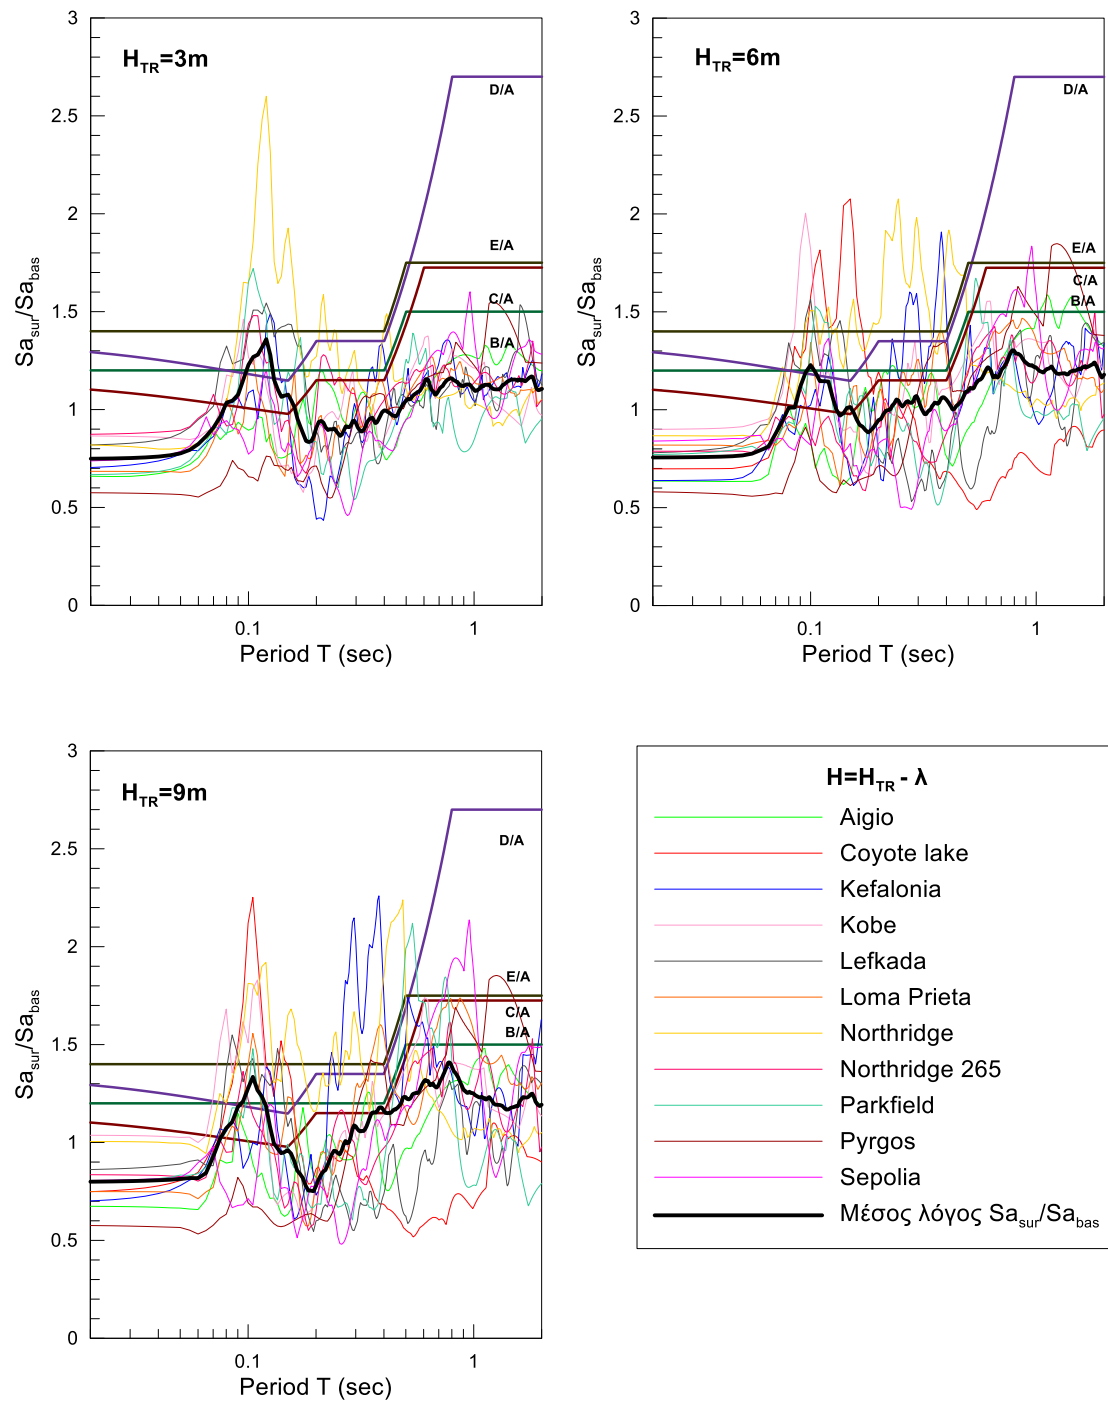 H_TR=3m
3
2.5
2
1.5
1
0.5
0
Sa_sur/Sa_bas
D/A
E/A
C/A
B/A
0.1 1
Period T (sec)
H_TR=6m
3
2.5
2
1.5
1
0.5
0
Sa_sur/Sa_bas
D/A
E/A
C/A
B/A
0.1 1
Period T (sec)
H_TR=9m
3
2.5
2
1.5
1
0.5
0
Sa_sur/Sa_bas
D/A
E/A
C/A
B/A
0.1 1
Period T (sec)
H=H_TR - λ
Aigio
Coyote lake
Kefalonia
Kobe
Lefkada
Loma Prieta
Northridge
Northridge 265
Parkfield
Pyrgos
Sepolia
Μέσος λόγος Sa_sur/Sa_bas